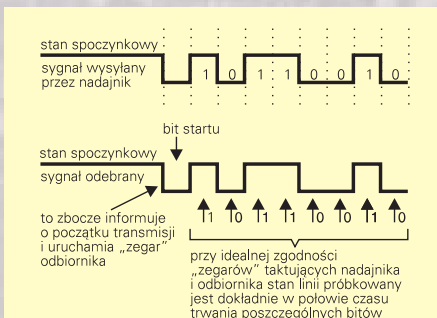 stan spoczynkowy
sygnał wysyłany
przez nadajnik
1 0 1 1 0 0 1 0
bit startu
stan spoczynkowy
sygnał odebrany
1 0 1 1 0 0 1 0
to zbocze informuje
o początku transmisji
i uruchamia „zegar”
odbiornika
przy idealnej zgodności
„zegarów” taktujących nadajnika
i odbiornika stan linii próbkowany
jest dokładnie w połowie czasu
trwania poszczególnych bitów